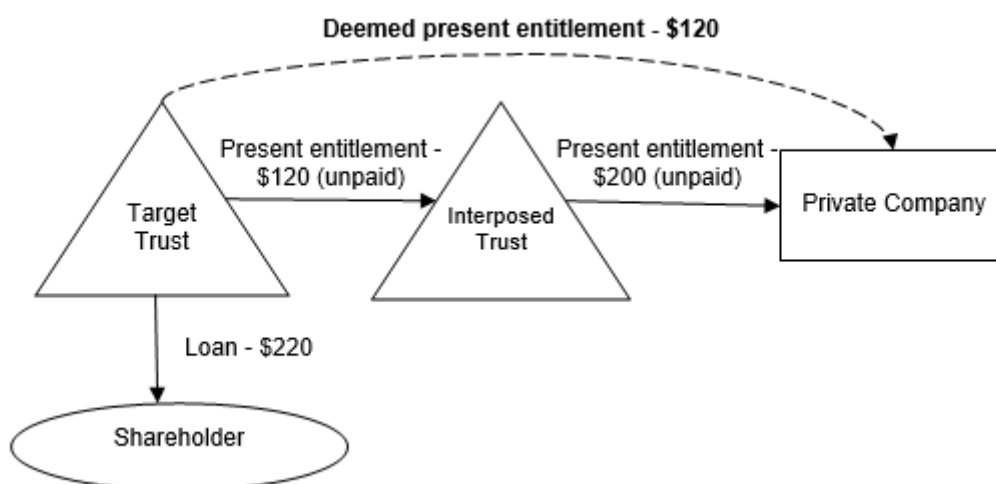 Deemed present entitlement - $120
Present entitlement -
$120 (unpaid)
Present entitlement -
$200 (unpaid)
Target
Trust
Interposed
Trust
Private Company
Loan - $220
Shareholder